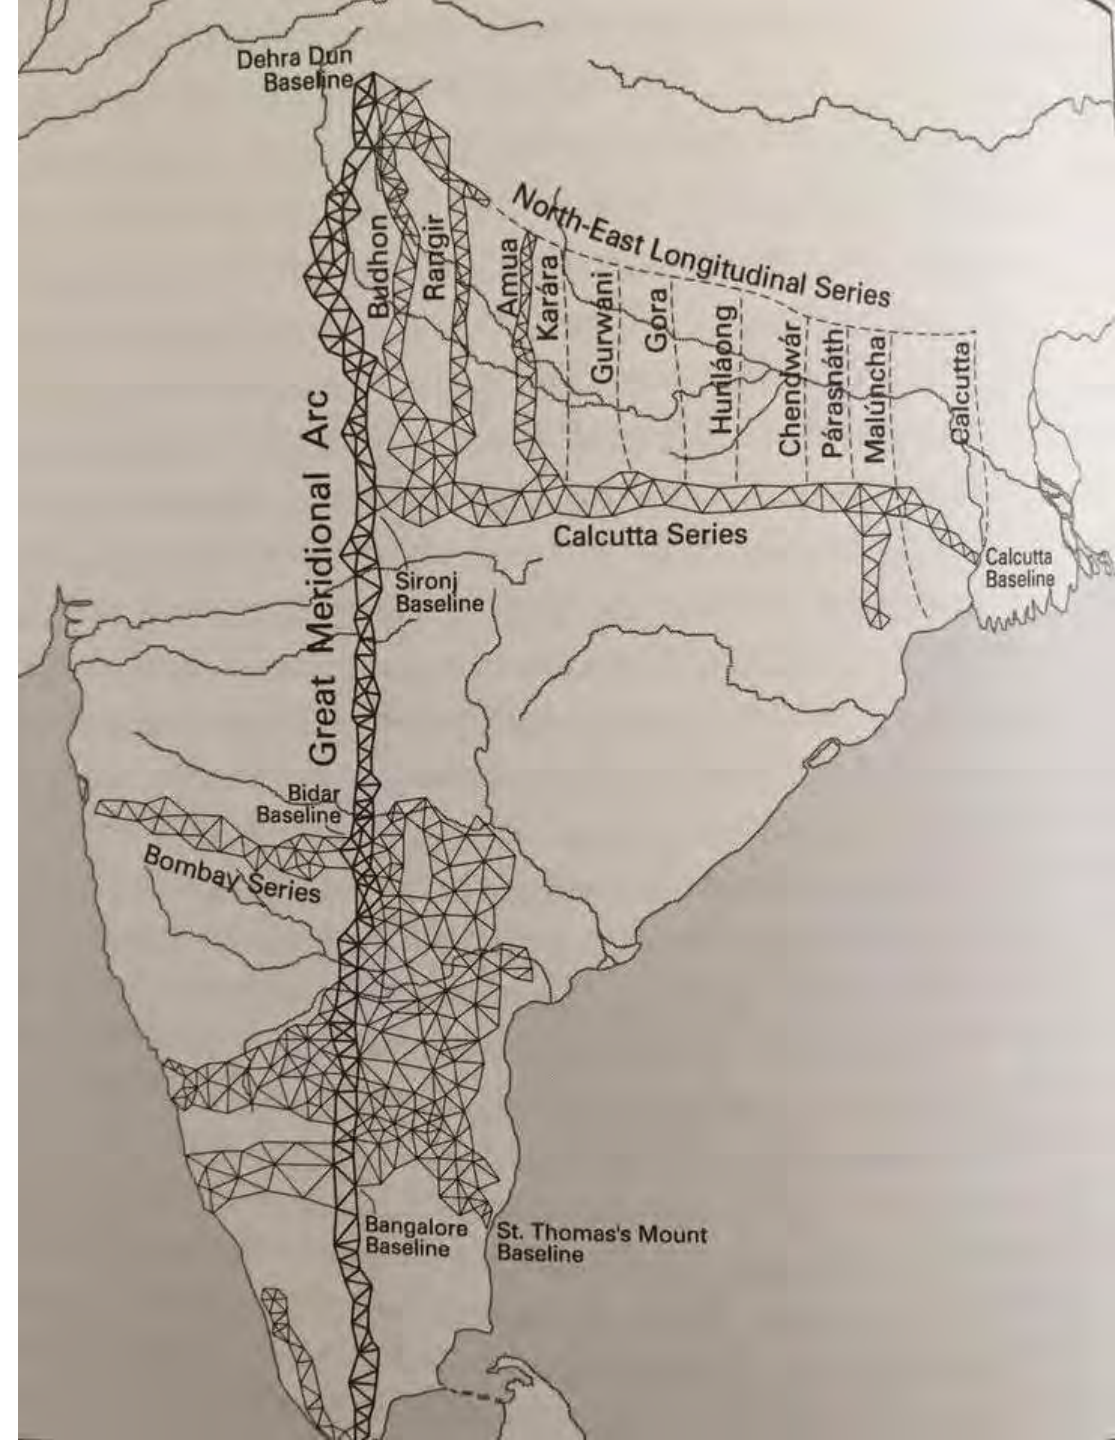 Dehra Dun
Baseline
North-East Longitudinal Series
Budhon
Rangir
Amua
Karára
Gurwáni
Gora
Huriláong
Chendwár
Párasnáth
Malúncha
Calcutta
Great Meridional Arc
Calcutta Series
Calcutta
Baseline
Sironj
Baseline
Bidar
Baseline
Bombay Series
Bangalore
Baseline
St. Thomas's Mount
Baseline